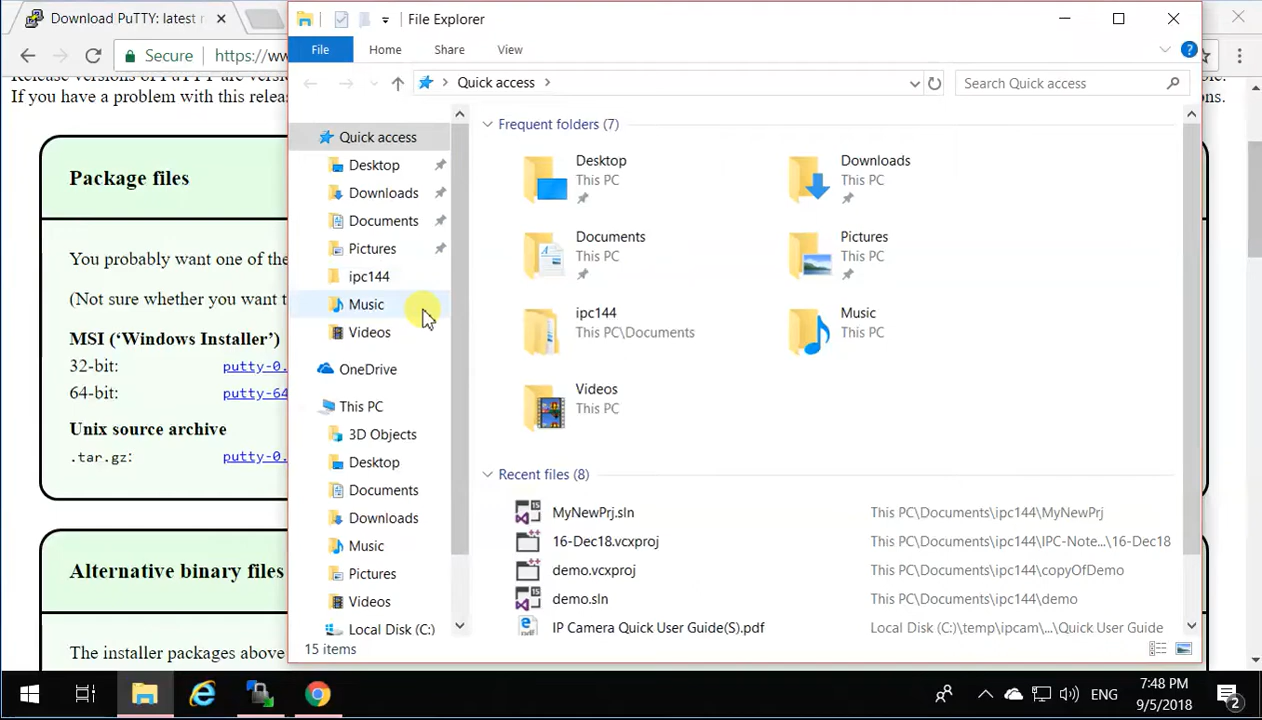 Download PuTTY: latest r
File Explorer
Secure
https://www
File
Home
Share
View
Quick access
Search Quick access
If you have a problem with this relea
ns.
Package files
You probably want one of the
(Not sure whether you want t
MSI (‘Windows Installer’)
32-bit:
putty-0.
64-bit:
putty-64
Unix source archive
.tar.gz:
putty-0.
Alternative binary files
The installer packages above
Quick access
Desktop
Downloads
Documents
Pictures
ipc144
Music
Videos
OneDrive
This PC
3D Objects
Desktop
Documents
Downloads
Music
Pictures
Videos
Local Disk (C:)
Frequent folders (7)
Desktop
This PC
Downloads
This PC
Documents
This PC
Pictures
This PC
ipc144
This PC\Documents
Music
This PC
Videos
This PC
Recent files (8)
MyNewPrj.sln
This PC\Documents\ipc144\MyNewPrj
16-Dec18.vcxproj
This PC\Documents\ipc144\IPC-Note...\16-Dec18
demo.vcxproj
This PC\Documents\ipc144\copyOfDemo
demo.sln
This PC\Documents\ipc144\demo
IP Camera Quick User Guide(S).pdf
Local Disk (C:)\temp\ipcam\...\Quick User Guide
15 items
ENG
7:48 PM
9/5/2018
2